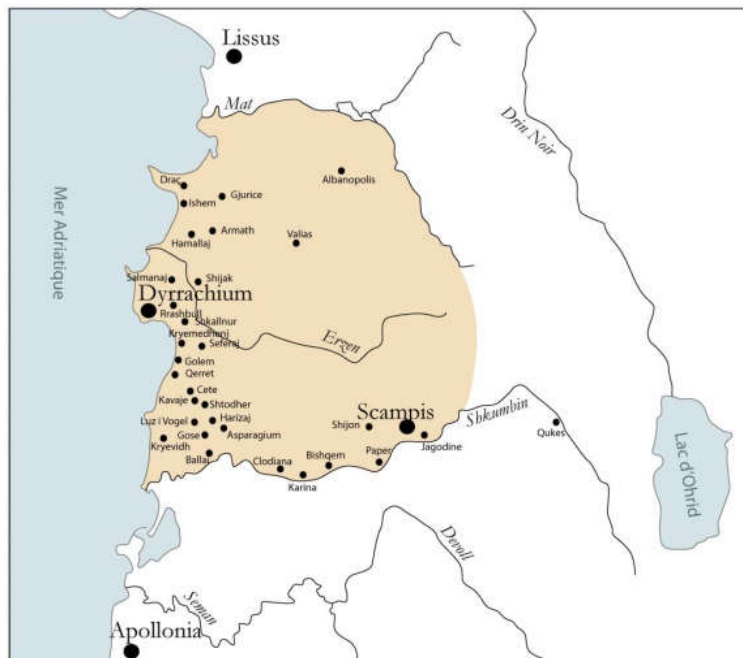 Lissus
Mat
Drin Noir
Mer Adriatique
Albanopolis
Draç
Gjurice
Ishem
Armath
Hamallaj
Valias
Salmanaj
Shijak
Dyrrachium
Rrashbull
Shkallnur
Erzen
Kryemedhenj
Seferaj
Golem
Qerret
Cete
Kavaje
Shtodher
Scampis
Shkumbin
Luz i Vogel
Harizaj
Shijon
Gose
Asparagium
Jagodine
Qukes
Kryevidh
Ballaj
Clodiana
Bishqem
Paper
Karina
Lac d'Ohrid
Devoll
Seman
Apollonia